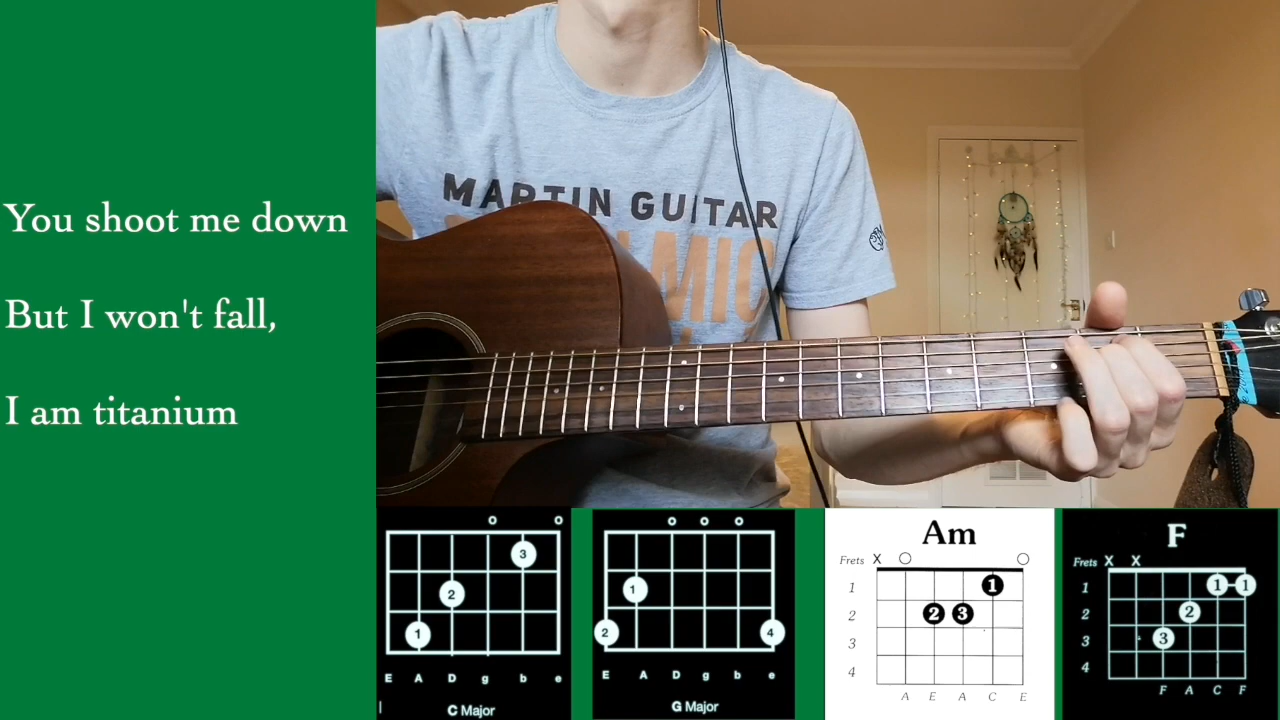 You shoot me down
But I won't fall,
I am titanium
MARTIN GUITAR
o o
3
2
1
E A D g b e
C Major
o o o
1
2 4
E A D g b e
G Major
Am
Frets X O O
1 1
2 2 3
3
4
A E A C E
F
Frets X X
1 1 1
2 2
3 3
4
F A C F